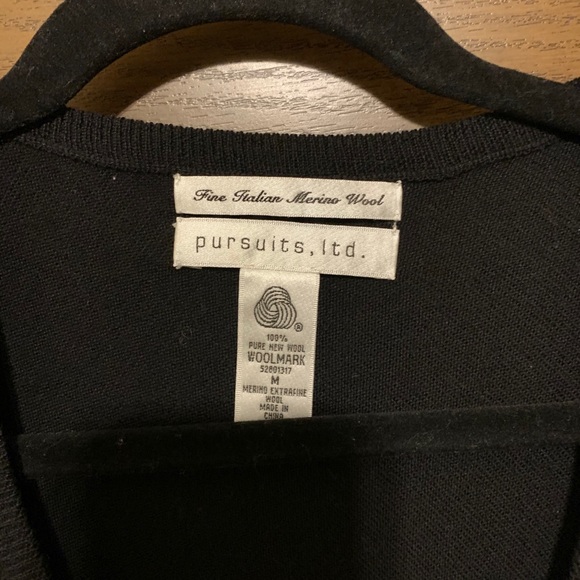 Fine Italian Merino Wool
pursuits, ltd.
®
100%
PURE NEW WOOL
WOOLMARK
52801317
M
MERINO EXTRAFINE
WOOL
MADE IN
CHINA